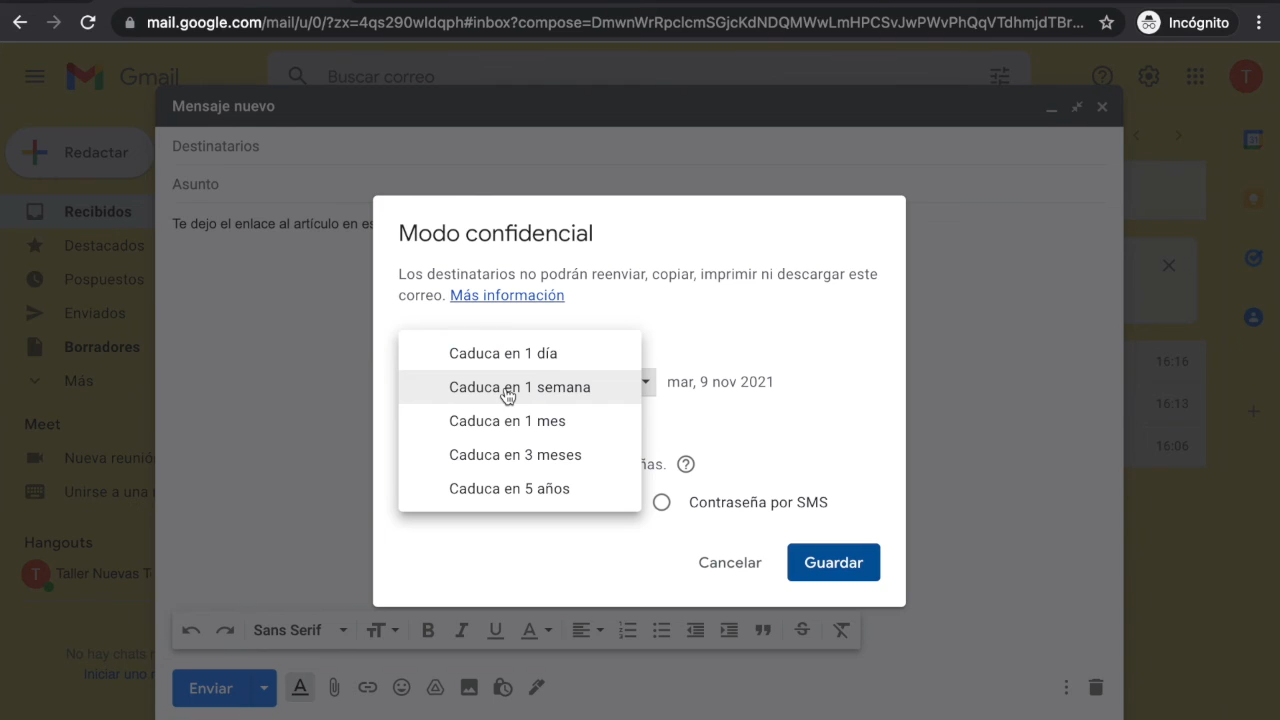 mail.google.com/mail/u/0/?zx=4qs290wldqph#inbox?compose=DmwnWrRpclcmSGjcKdNDQMWwLmHPCSvJwPWvPhQqVTdhmjdTBr...
Incógnito
Gmail
Buscar correo
T
Mensaje nuevo
Destinatarios
Redactar
Asunto
Recibidos
Te dejo el enlace al artículo en es
Modo confidencial
Destacados
Los destinatarios no podrán reenviar, copiar, imprimir ni descargar este
correo. Más información
Pospuestos
Enviados
Borradores
Más
Caduca en 1 día
Caduca en 1 semana
mar, 9 nov 2021
Caduca en 1 mes
Caduca en 3 meses
ñas.
Caduca en 5 años
Contraseña por SMS
Cancelar
Guardar
16:16
16:13
16:06
Meet
Nueva reunió
Unirse a una
Hangouts
T
Taller Nuevas T
Sans Serif
No hay chats
Iniciar uno
Enviar